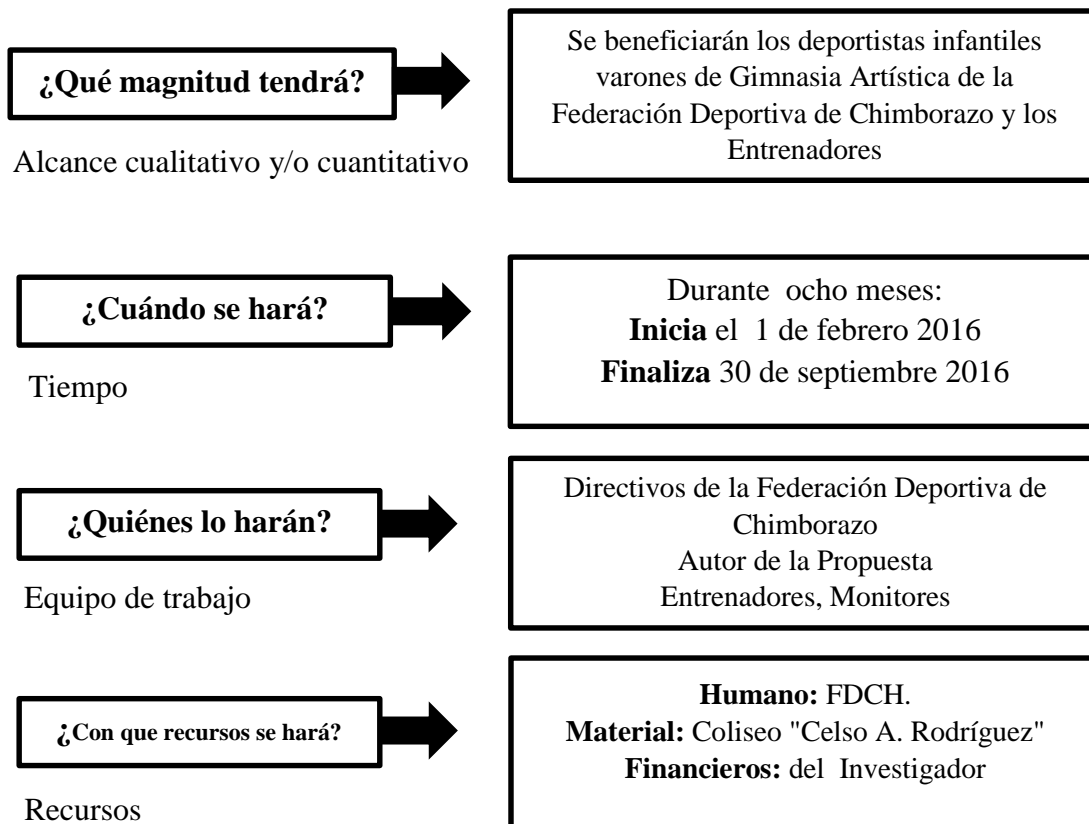 ¿Qué magnitud tendrá?
Alcance cualitativo y/o cuantitativo
Se beneficiarán los deportistas infantiles
varones de Gimnasia Artística de la
Federación Deportiva de Chimborazo y los
Entrenadores
¿Cuándo se hará?
Tiempo
Durante ocho meses:
Inicia el 1 de febrero 2016
Finaliza 30 de septiembre 2016
¿Quiénes lo harán?
Equipo de trabajo
Directivos de la Federación Deportiva de
Chimborazo
Autor de la Propuesta
Entrenadores, Monitores
¿Con que recursos se hará?
Recursos
Humano: FDCH.
Material: Coliseo "Celso A. Rodríguez"
Financieros: del Investigador